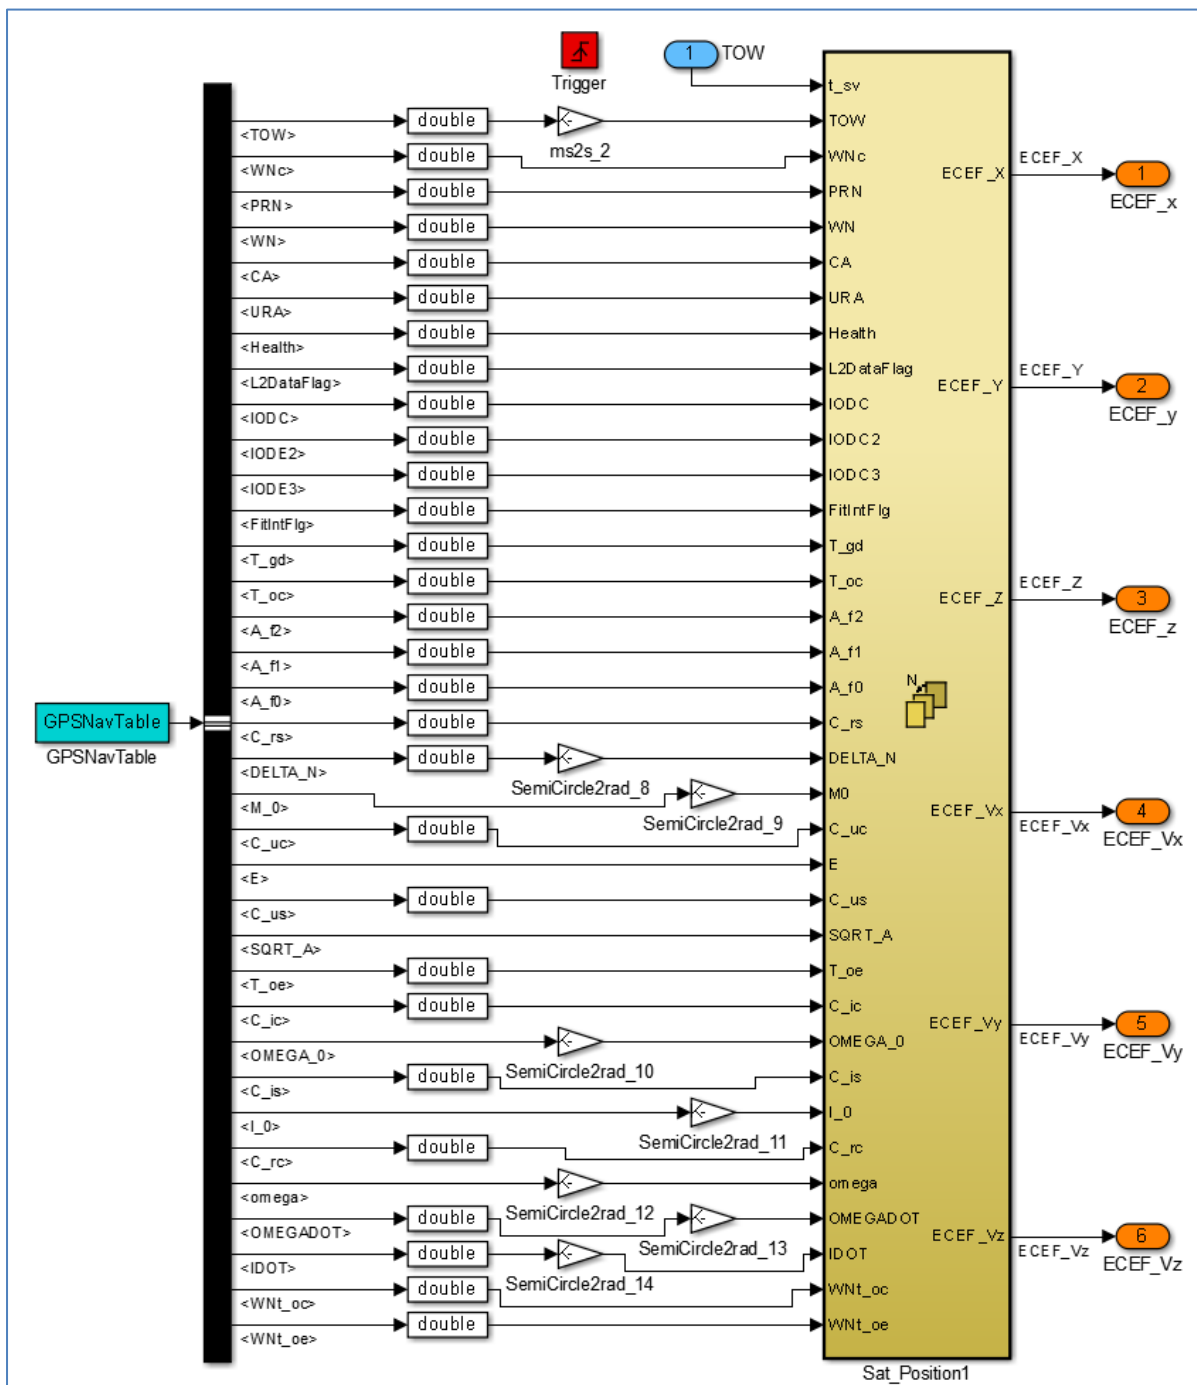 Trigger
1 TOW
t_sv
double TOW
<TOW> ms2s_2
double WNc
<WNc>
double PRN
<PRN>
double WN
<WN>
double CA
<CA>
double URA
<URA>
double Health
<Health>
double L2DataFlag
<L2DataFlag>
double IODC
<IODC>
double IODC2
<IODE2>
double IODC3
<IODE3>
double FitIntFlg
<FitIntFlg>
double T_gd
<T_gd>
double T_oc
<T_oc>
double A_f2
<A_f2>
double A_f1
<A_f1>
double A_f0
<A_f0>
GPSNavTable
GPSNavTable
double C_rs
<C_rs>
double DELTA_N
<DELTA_N> SemiCircle2rad_8
M0
<M_0> SemiCircle2rad_9
double C_uc
<C_uc>
E
<E>
double C_us
<C_us>
SQRT_A
<SQRT_A>
double T_oe
<T_oe>
double C_ic
<C_ic>
OMEGA_0
<OMEGA_0> SemiCircle2rad_10
double C_is
<C_is>
I_0
<I_0> SemiCircle2rad_11
double C_rc
<C_rc>
omega
<omega> SemiCircle2rad_12
double OMEGADOT
<OMEGADOT> SemiCircle2rad_13
double IDOT
<IDOT> SemiCircle2rad_14
double WNt_oc
<WNt_oc>
double WNt_oe
<WNt_oe>
N
Sat_Position1
ECEF_X ECEF_X 1
ECEF_x
ECEF_Y ECEF_Y 2
ECEF_y
ECEF_Z ECEF_Z 3
ECEF_z
ECEF_Vx ECEF_Vx 4
ECEF_Vx
ECEF_Vy ECEF_Vy 5
ECEF_Vy
ECEF_Vz ECEF_Vz 6
ECEF_Vz